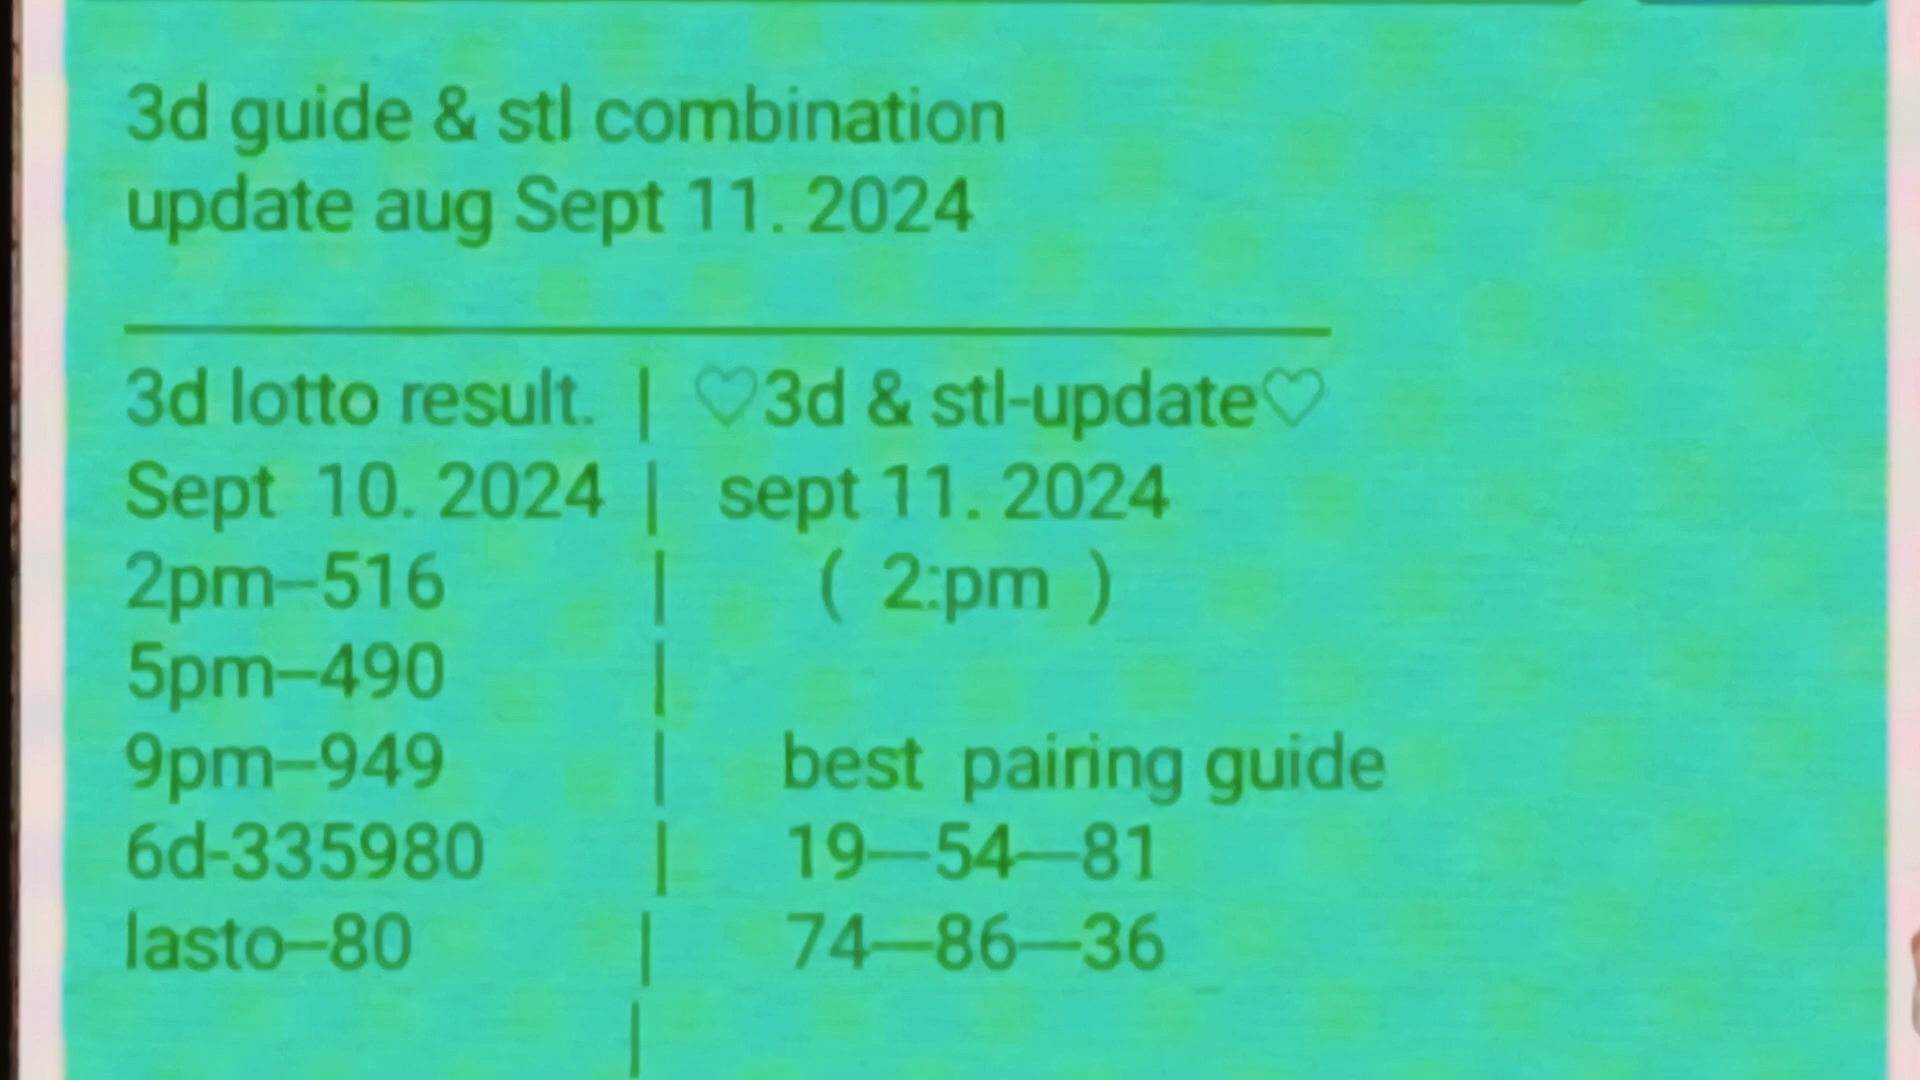 3d guide & stl combination
update aug Sept 11. 2024
3d lotto result. | ♡3d & stl-update♡
Sept 10. 2024 | sept 11. 2024
2pm–516 | ( 2:pm )
5pm–490 |
9pm–949 | best pairing guide
6d-335980 | 19—54—81
lasto–80 | 74—86—36
|